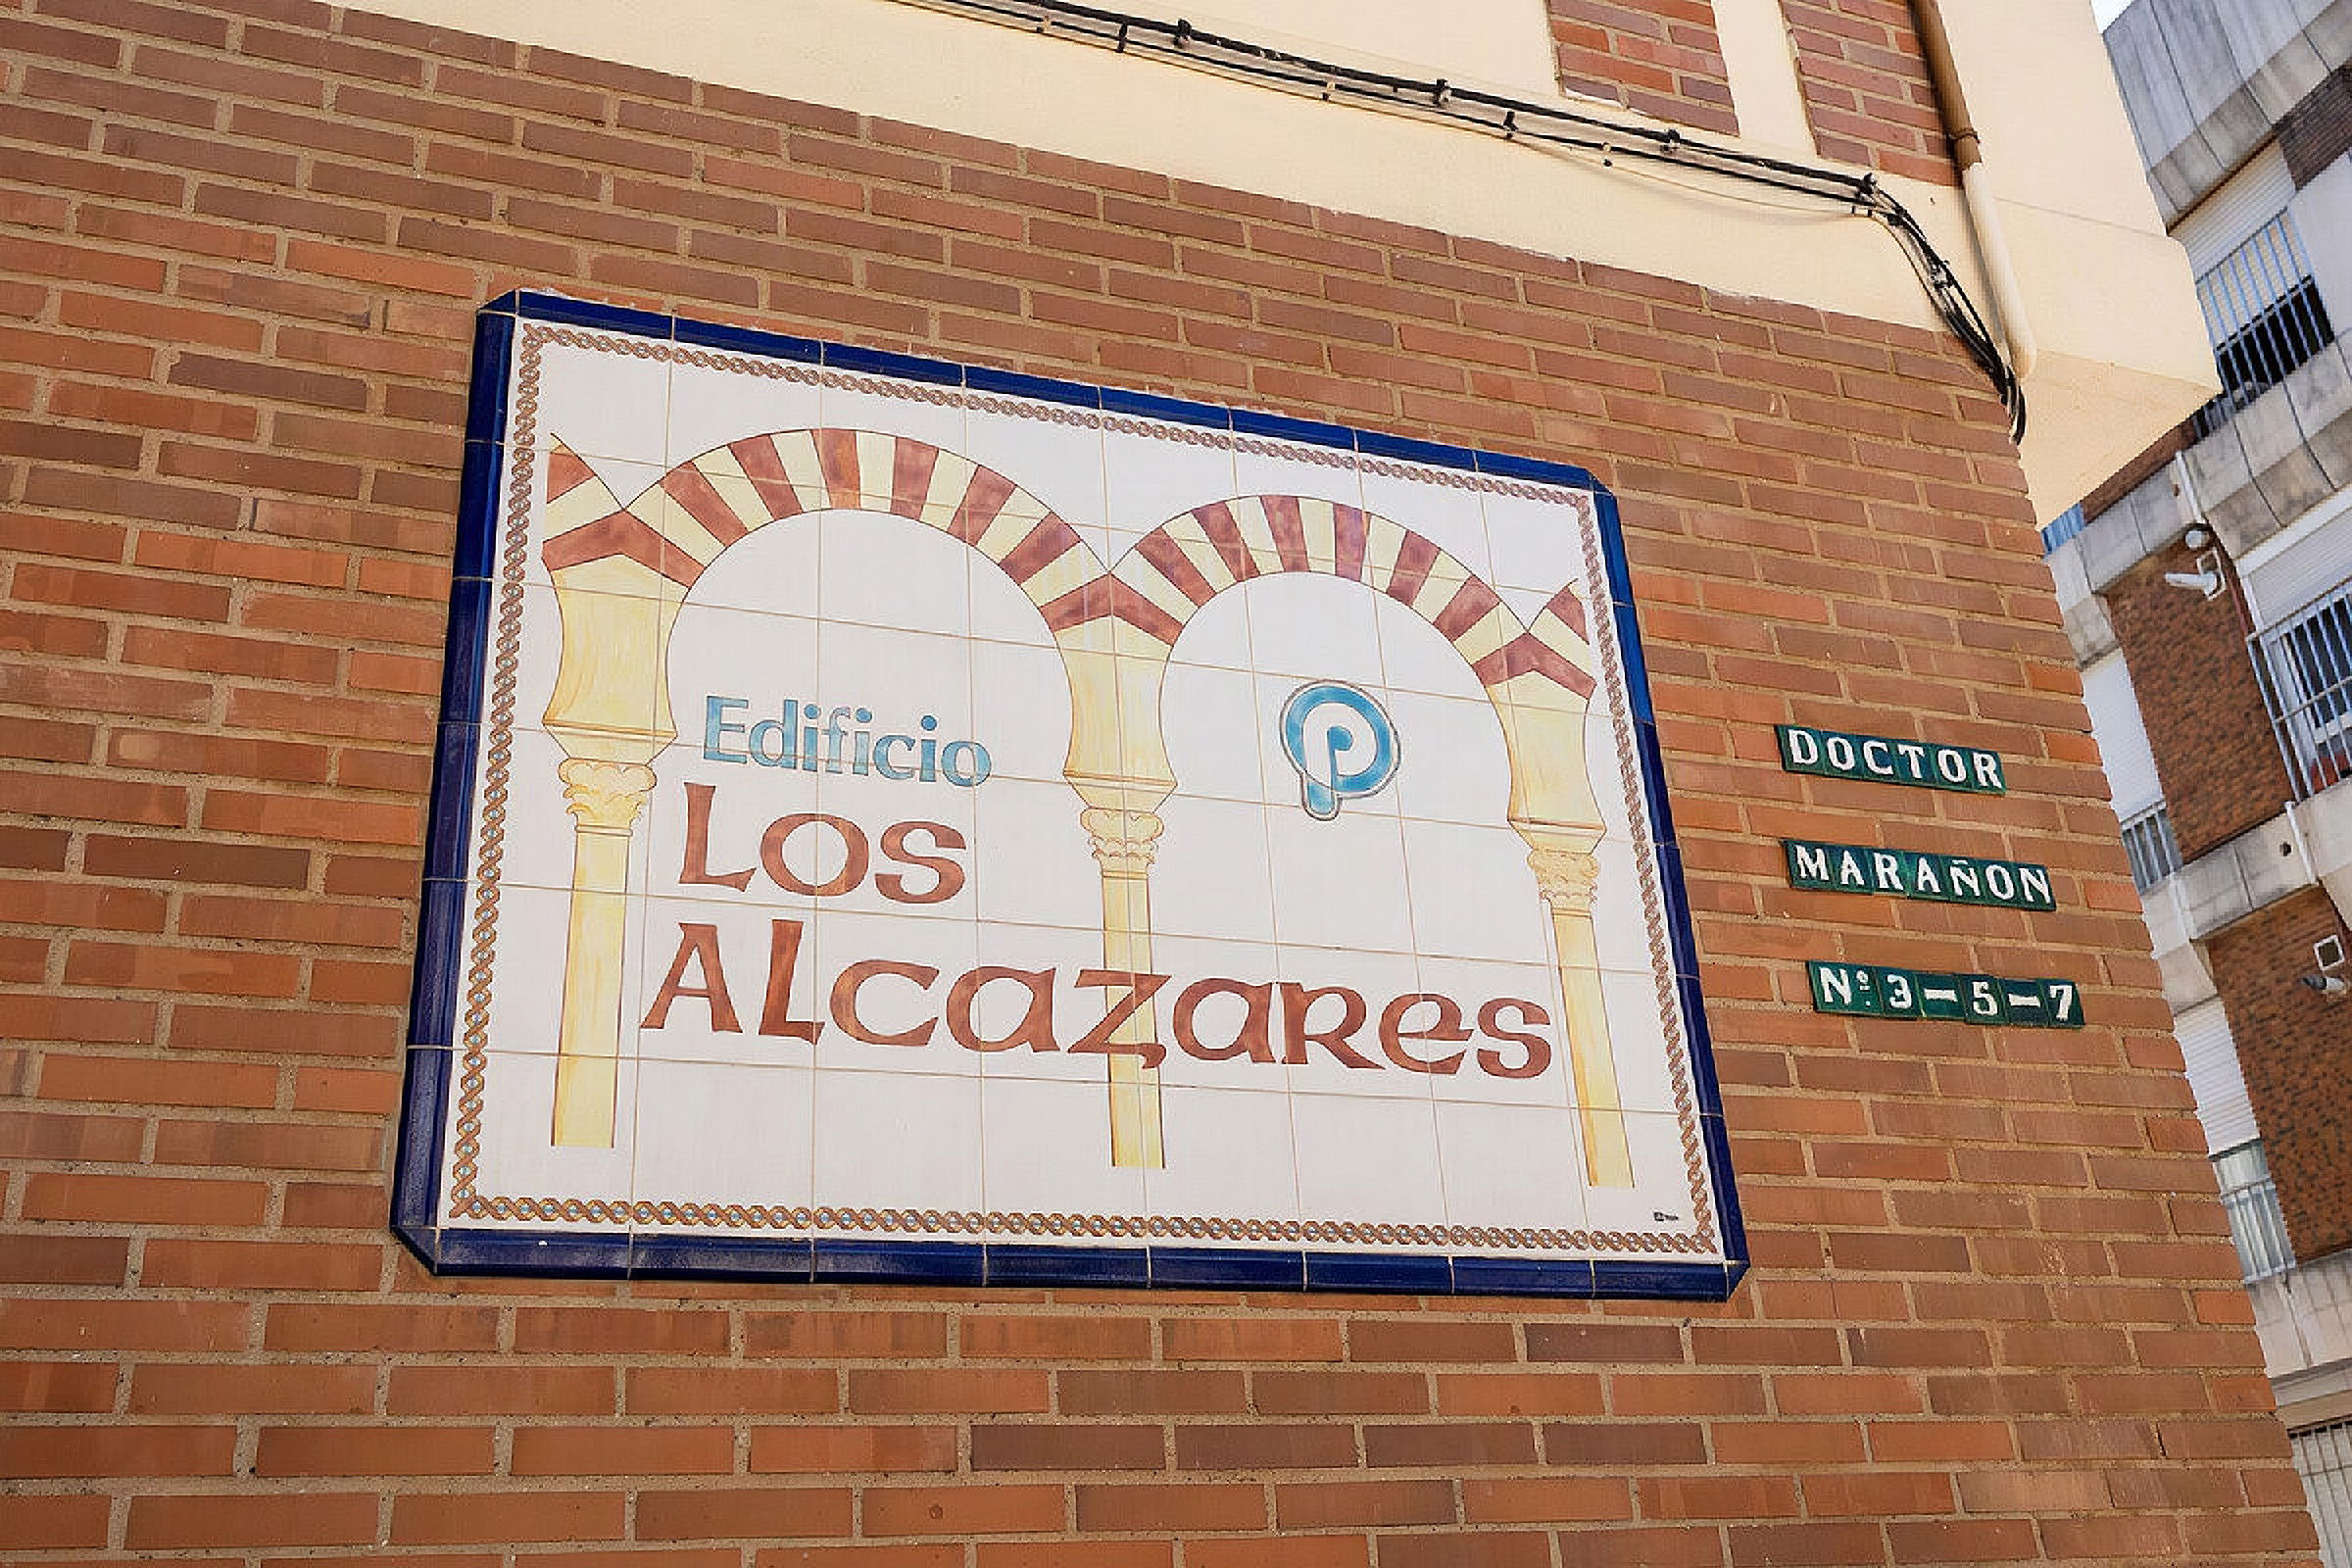 Edificio
LOS
ALCAZARES
P
DOCTOR
MARAÑON
Nº.3-5-7